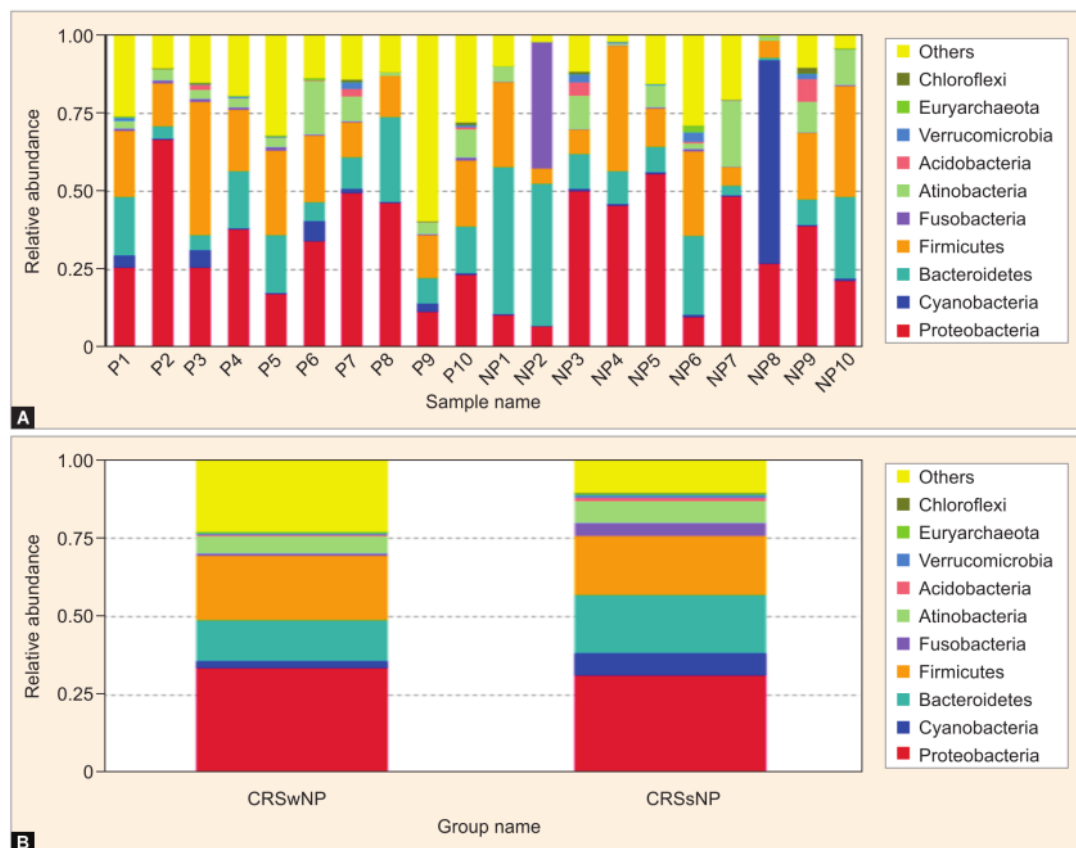 1.00
0.75
0.50
0.25
0
Relative abundance
P1 P2 P3 P4 P5 P6 P7 P8 P9 P10 NP1 NP2 NP3 NP4 NP5 NP6 NP7 NP8 NP9 NP10
Sample name
Others
Chloroflexi
Euryarchaeota
Verrucomicrobia
Acidobacteria
Atinobacteria
Fusobacteria
Firmicutes
Bacteroidetes
Cyanobacteria
Proteobacteria
A
1.00
0.75
0.50
0.25
0
Relative abundance
CRSwNP CRSsNP
Group name
Others
Chloroflexi
Euryarchaeota
Verrucomicrobia
Acidobacteria
Atinobacteria
Fusobacteria
Firmicutes
Bacteroidetes
Cyanobacteria
Proteobacteria
B